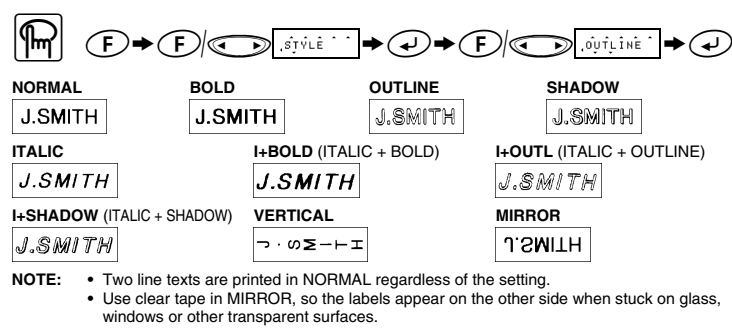 F F STYLE F OUTLINE
NORMAL BOLD OUTLINE SHADOW
J.SMITH J.SMITH J.SMITH J.SMITH
ITALIC I+BOLD (ITALIC + BOLD) I+OUTL (ITALIC + OUTLINE)
J.SMITH J.SMITH J.SMITH
I+SHADOW (ITALIC + SHADOW) VERTICAL MIRROR
J.SMITH J.SMITH J.SMITH
NOTE: • Two line texts are printed in NORMAL regardless of the setting.
• Use clear tape in MIRROR, so the labels appear on the other side when stuck on glass,
windows or other transparent surfaces.